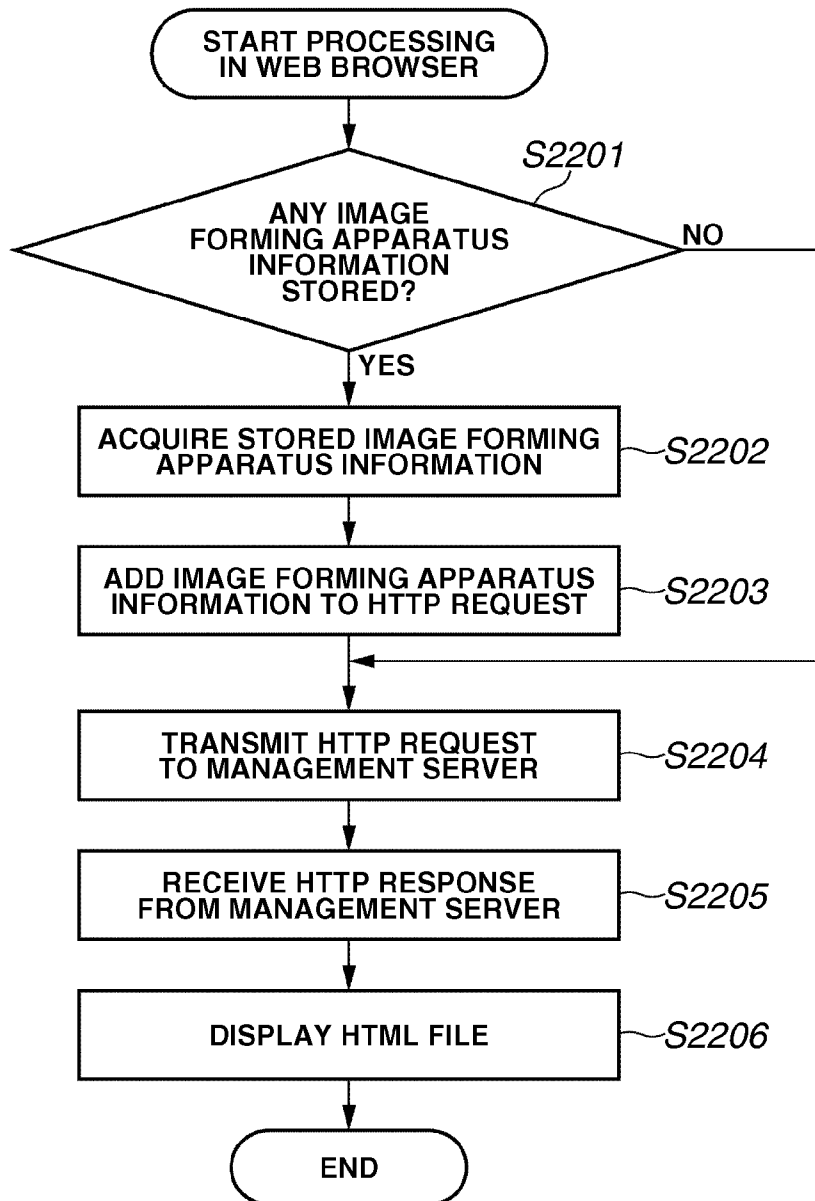 START PROCESSING
IN WEB BROWSER
S2201
ANY IMAGE
FORMING APPARATUS
INFORMATION
STORED?
NO
YES
ACQUIRE STORED IMAGE FORMING
APPARATUS INFORMATION
S2202
ADD IMAGE FORMING APPARATUS
INFORMATION TO HTTP REQUEST
S2203
TRANSMIT HTTP REQUEST
TO MANAGEMENT SERVER
S2204
RECEIVE HTTP RESPONSE
FROM MANAGEMENT SERVER
S2205
DISPLAY HTML FILE
S2206
END